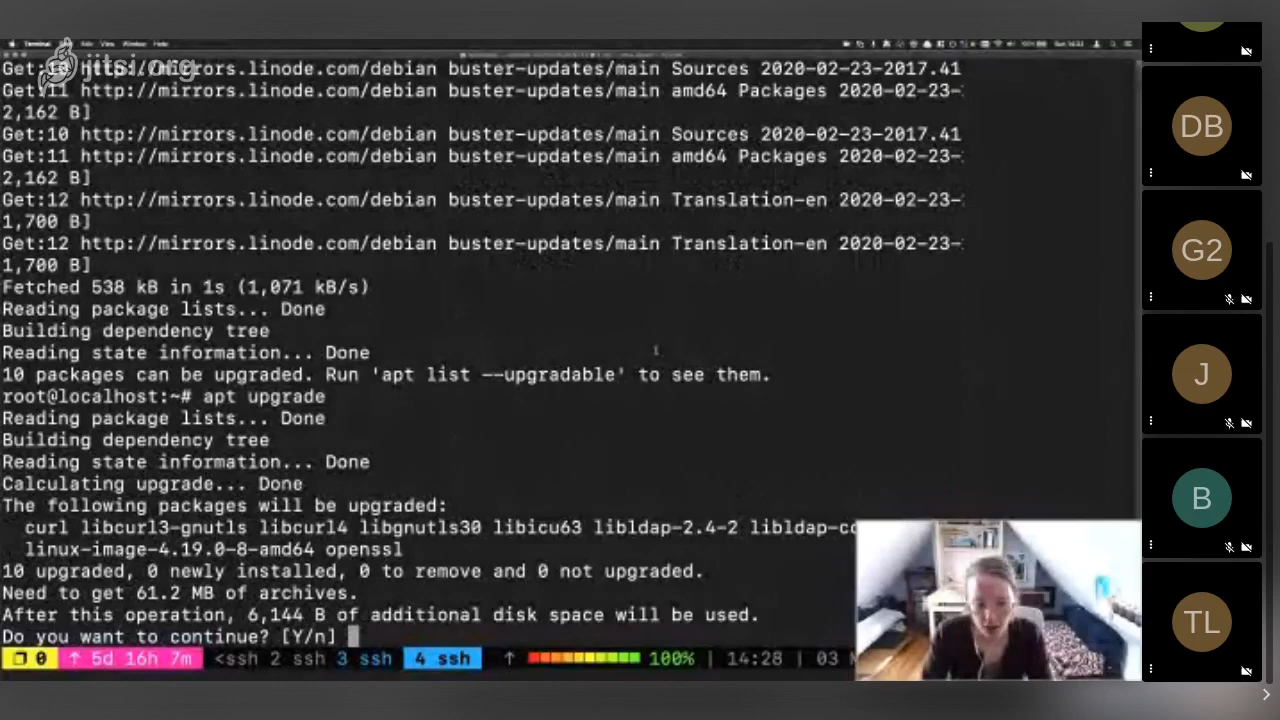 jitsi.org
Get:10 http://mirrors.linode.com/debian buster-updates/main Sources 2020-02-23-2017.41
Get:11 http://mirrors.linode.com/debian buster-updates/main amd64 Packages 2020-02-23-
2,162 B]
Get:10 http://mirrors.linode.com/debian buster-updates/main Sources 2020-02-23-2017.41
Get:11 http://mirrors.linode.com/debian buster-updates/main amd64 Packages 2020-02-23-
2,162 B]
Get:12 http://mirrors.linode.com/debian buster-updates/main Translation-en 2020-02-23-
1,700 B]
Get:12 http://mirrors.linode.com/debian buster-updates/main Translation-en 2020-02-23-
1,700 B]
Fetched 538 kB in 1s (1,071 kB/s)
Reading package lists... Done
Building dependency tree
Reading state information... Done
10 packages can be upgraded. Run 'apt list --upgradable' to see them.
root@localhost:~# apt upgrade
Reading package lists... Done
Building dependency tree
Reading state information... Done
Calculating upgrade... Done
The following packages will be upgraded:
curl libcurl3-gnutls libcurl4 libgnutls30 libicu63 libldap-2.4-2 libldap-co
linux-image-4.19.0-8-amd64 openssl
10 upgraded, 0 newly installed, 0 to remove and 0 not upgraded.
Need to get 61.2 MB of archives.
After this operation, 6,144 B of additional disk space will be used.
Do you want to continue? [Y/n]
0 ↑ 5d 16h 7m <ssh 2 ssh 3 ssh 4 ssh ↑ 100% | 14:28 | 03
DB
G2
J
B
TL